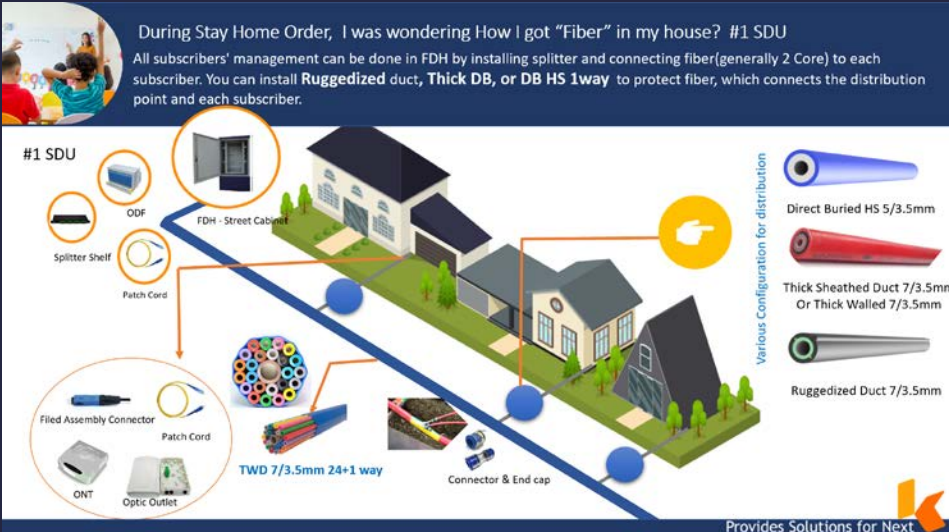 During Stay Home Order, I was wondering How I got “Fiber” in my house? #1 SDU
All subscribers' management can be done in FDH by installing splitter and connecting fiber(generally 2 Core) to each
subscriber. You can install Ruggedized duct, Thick DB, or DB HS 1way to protect fiber, which connects the distribution
point and each subscriber.
#1 SDU
ODF
FDH - Street Cabinet
Splitter Shelf
Patch Cord
Various Configuration for distribution
Direct Buried HS 5/3.5mm
Thick Sheathed Duct 7/3.5mm
Or Thick Walled 7/3.5mm
Ruggedized Duct 7/3.5mm
Filed Assembly Connector
Patch Cord
ONT
Optic Outlet
TWD 7/3.5mm 24+1 way
Connector & End cap
Provides Solutions for Next